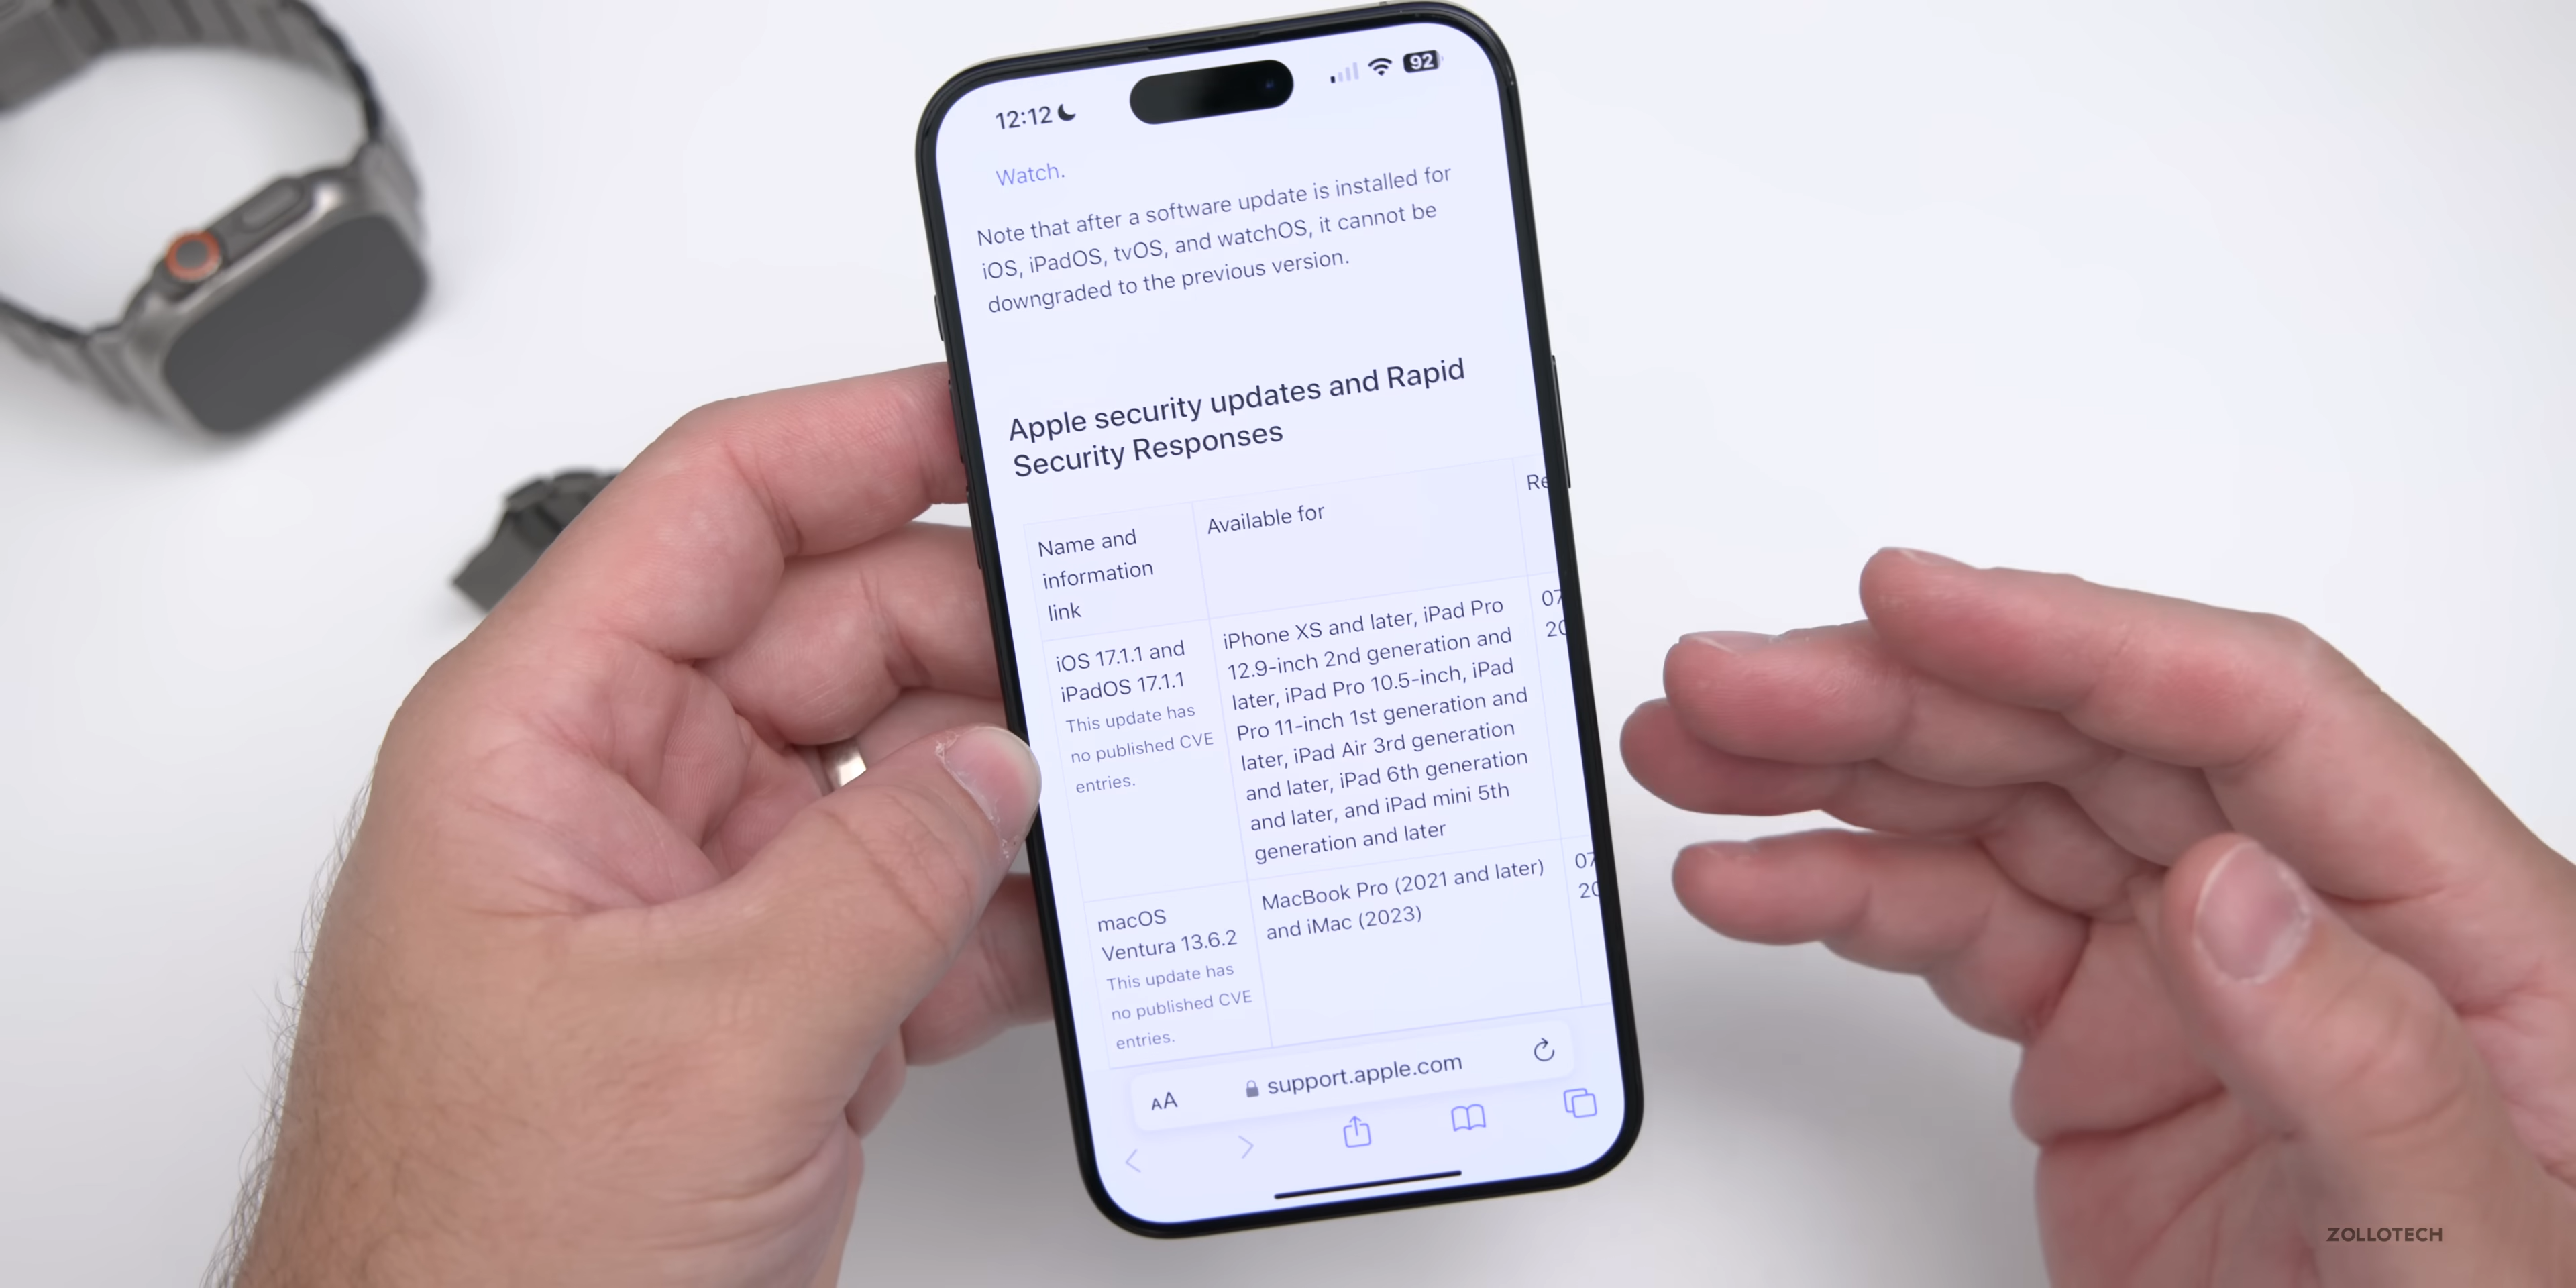 12:12
92
Watch.
Note that after a software update is installed for
iOS, iPadOS, tvOS, and watchOS, it cannot be
downgraded to the previous version.
Apple security updates and Rapid
Security Responses
Name and
information
link
Available for
Re
iOS 17.1.1 and
iPadOS 17.1.1
This update has
no published CVE
entries.
iPhone XS and later, iPad Pro
12.9-inch 2nd generation and
later, iPad Pro 10.5-inch, iPad
Pro 11-inch 1st generation and
later, iPad Air 3rd generation
and later, iPad 6th generation
and later, and iPad mini 5th
generation and later
07
20
macOS
Ventura 13.6.2
This update has
no published CVE
entries.
MacBook Pro (2021 and later)
and iMac (2023)
07
20
AA
support.apple.com
ZOLLOTECH